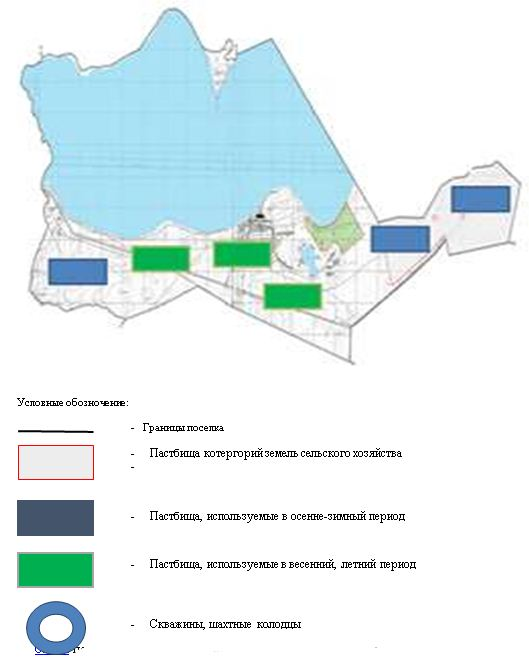 Условные обозначение:
- Границы поселка
- Пастбища котергорий земель сельского хозяйства
-
- Пастбища, используемые в осенне-зимный период
- Пастбища, используемые в весенний, летний период
- Скважины, шахтные колодцы